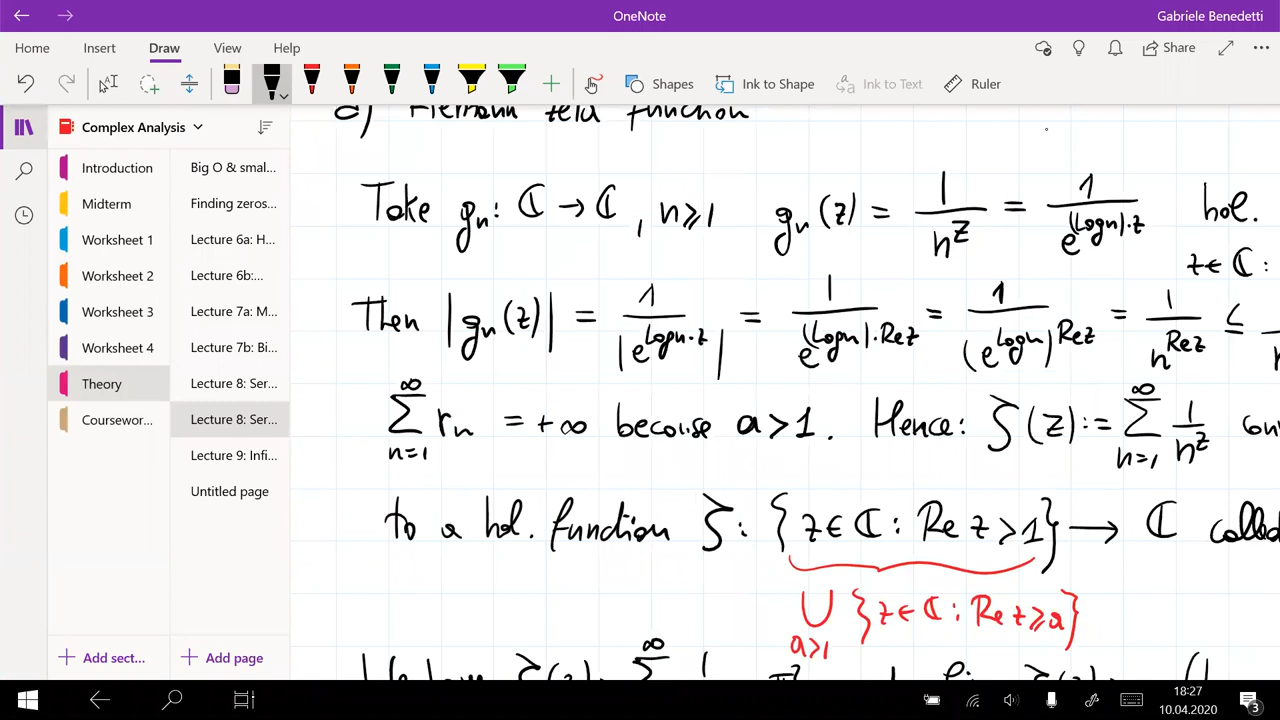 OneNote
Gabriele Benedetti
Home Insert Draw View Help
Share
Shapes Ink to Shape Ink to Text Ruler
Complex Analysis
Introduction
Midterm
Worksheet 1
Worksheet 2
Worksheet 3
Worksheet 4
Theory
Coursewor...
Add sect...
Big O & smal...
Finding zeros...
Lecture 6a: H...
Lecture 6b:...
Lecture 7a: M...
Lecture 7b: Bi...
Lecture 8: Ser...
Lecture 8: Ser...
Lecture 9: Infi...
Untitled page
Add page
zeta function
Take gₙ: ℂ → ℂ, n ≥ 1 gₙ(z) = 1/n^z = 1/e^{(Log n)·z} hol.
z ∈ ℂ :
Then |gₙ(z)| = 1/|e^{Log n·z}| = 1/e^{(Log n)·Re z} = 1/(e^{Log n})^{Re z} = 1/n^{Re z} ≤
∑_{n=1}^{∞} rₙ = +∞ because a > 1. Hence: ζ(z) := ∑_{n=1}^{∞} 1/n^z
to a hol. function ζ: {z ∈ ℂ : Re z > 1} → ℂ called
⋃_{a>1} {z ∈ ℂ : Re z ≥ a}
18:27
10.04.2020
3